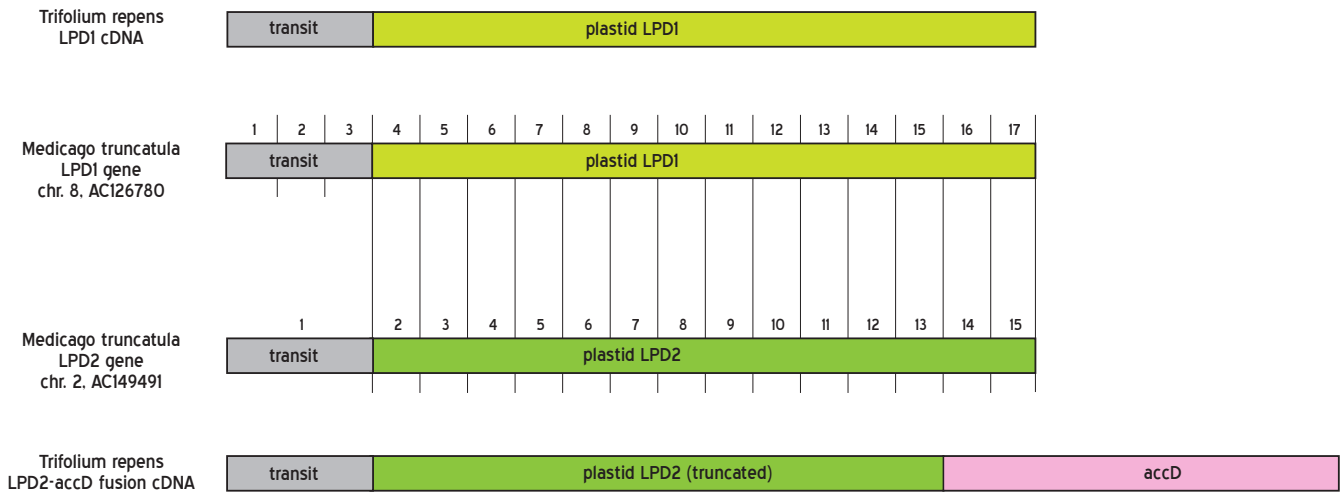 Trifolium repens
LPD1 cDNA
transit
plastid LPD1
1 2 3 4 5 6 7 8 9 10 11 12 13 14 15 16 17
Medicago truncatula
LPD1 gene
chr. 8, AC126780
transit
plastid LPD1
1 2 3 4 5 6 7 8 9 10 11 12 13 14 15
Medicago truncatula
LPD2 gene
chr. 2, AC149491
transit
plastid LPD2
Trifolium repens
LPD2-accD fusion cDNA
transit
plastid LPD2 (truncated)
accD